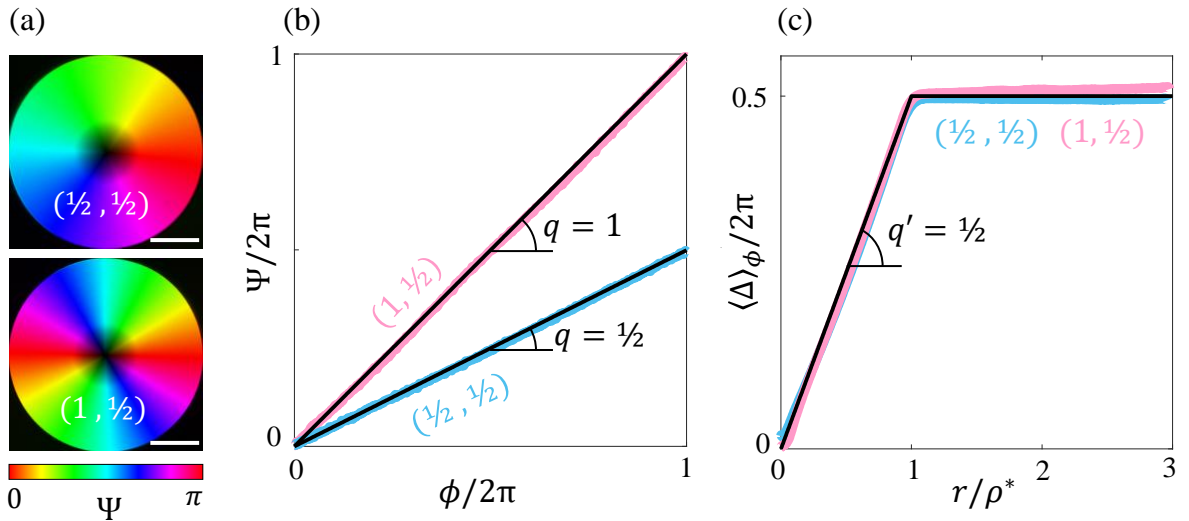 (a)
(½ , ½)
(1 , ½)
0
Ψ
π
(b)
1
Ψ/2π
0
(1, ½)
q = 1
q = ½
(½ , ½)
0
ϕ/2π
1
(c)
0.5
⟨Δ⟩ϕ/2π
0
(½ , ½)
(1, ½)
q′ = ½
0
1
2
3
r/ρ*